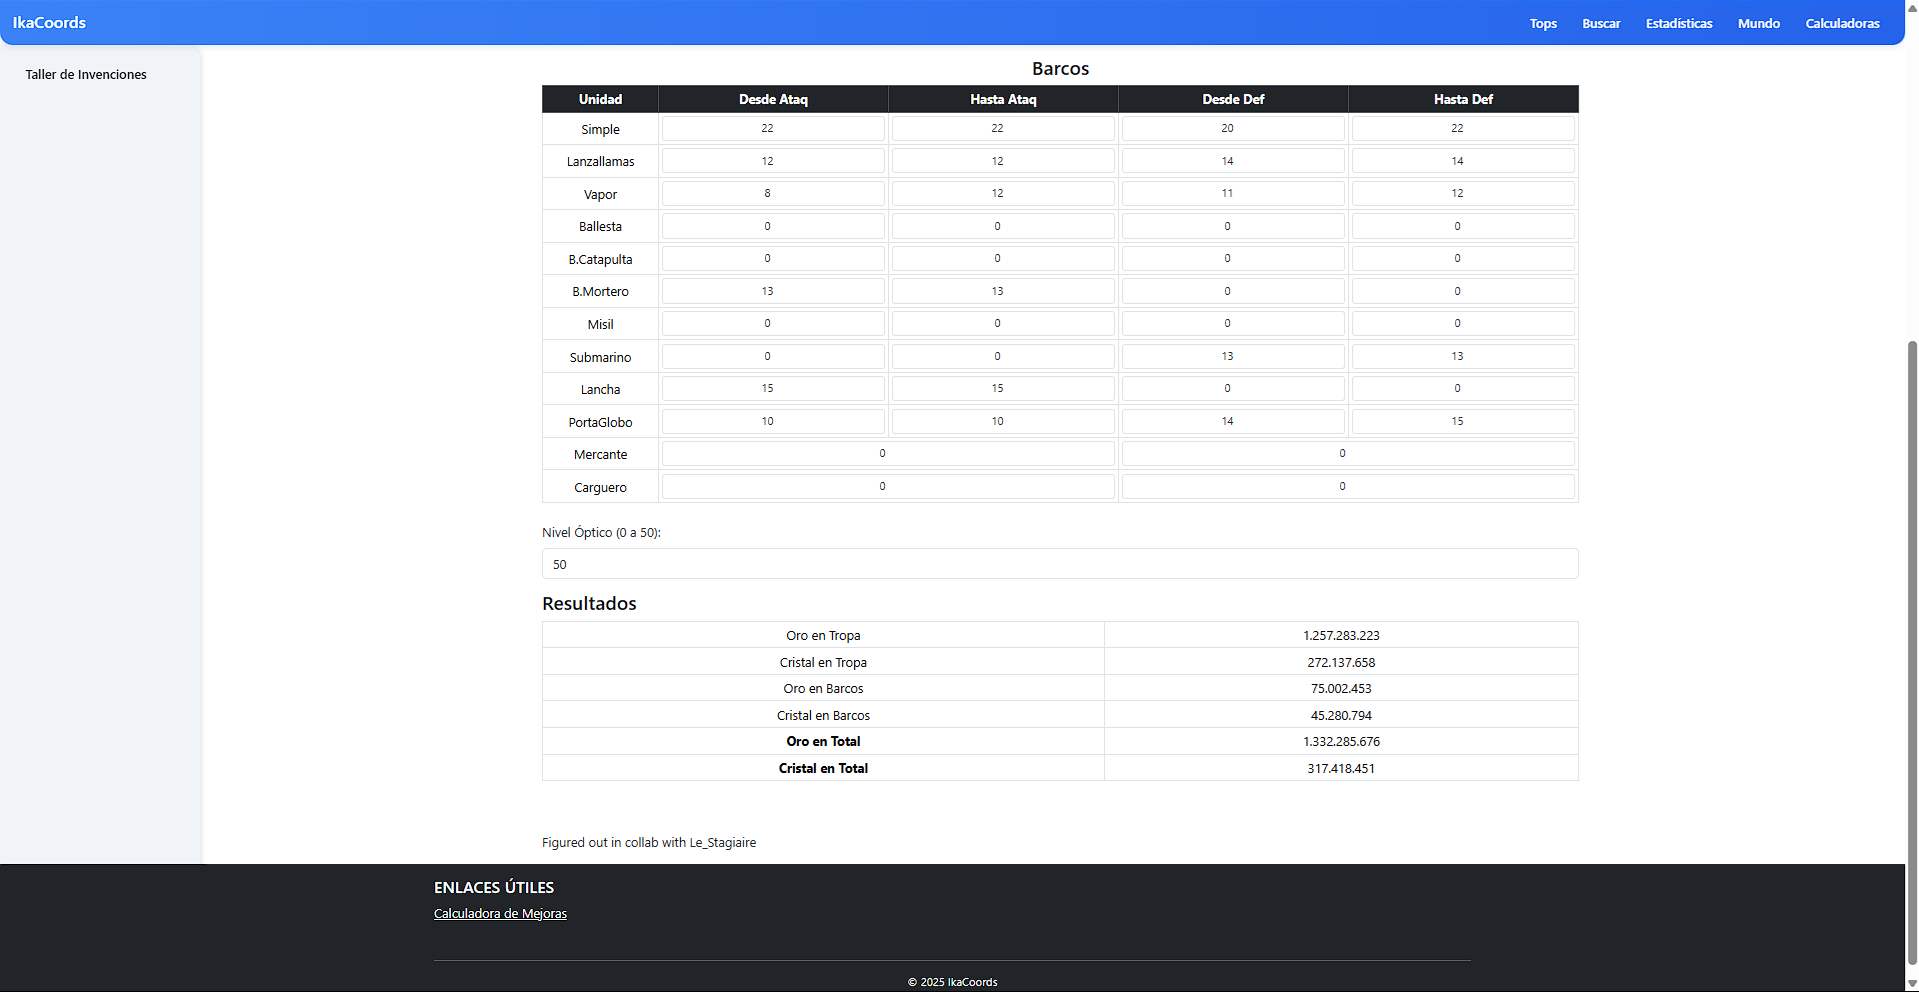 IkaCoords Tops Buscar Estadísticas Mundo Calculadoras
Taller de Invenciones
Barcos
Unidad Desde Ataq Hasta Ataq Desde Def Hasta Def
Simple 22 22 20 22
Lanzallamas 12 12 14 14
Vapor 8 12 11 12
Ballesta 0 0 0 0
B.Catapulta 0 0 0 0
B.Mortero 13 13 0 0
Misil 0 0 0 0
Submarino 0 0 13 13
Lancha 15 15 0 0
PortaGlobo 10 10 14 15
Mercante 0 0
Carguero 0 0
Nivel Óptico (0 a 50):
50
Resultados
Oro en Tropa 1.257.283.223
Cristal en Tropa 272.137.658
Oro en Barcos 75.002.453
Cristal en Barcos 45.280.794
Oro en Total 1.332.285.676
Cristal en Total 317.418.451
Figured out in collab with Le_Stagiaire
ENLACES ÚTILES
Calculadora de Mejoras
© 2025 IkaCoords